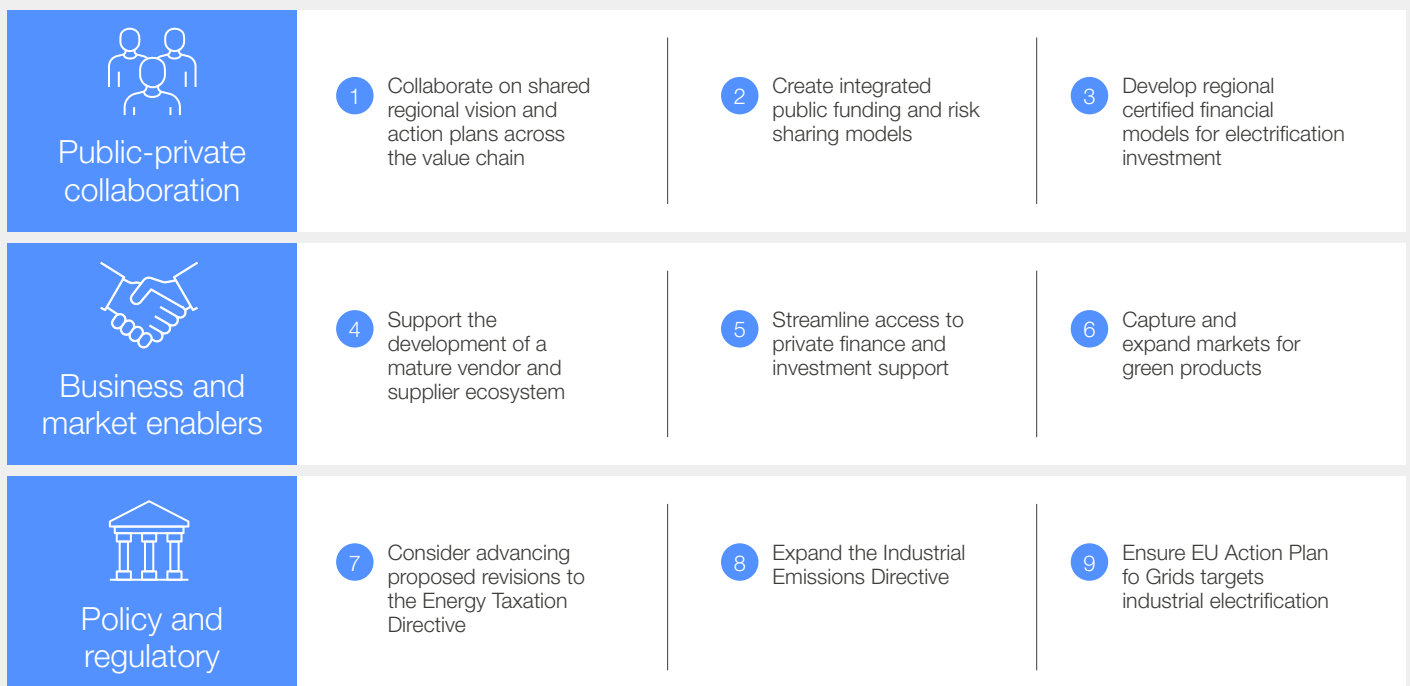 Public-private
collaboration
1
Collaborate on shared
regional vision and
action plans across
the value chain
2
Create integrated
public funding and risk
sharing models
3
Develop regional
certified financial
models for electrification
investment
Business and
market enablers
4
Support the
development of a
mature vendor and
supplier ecosystem
5
Streamline access to
private finance and
investment support
6
Capture and
expand markets for
green products
Policy and
regulatory
7
Consider advancing
proposed revisions to
the Energy Taxation
Directive
8
Expand the Industrial
Emissions Directive
9
Ensure EU Action Plan
fo Grids targets
industrial electrification